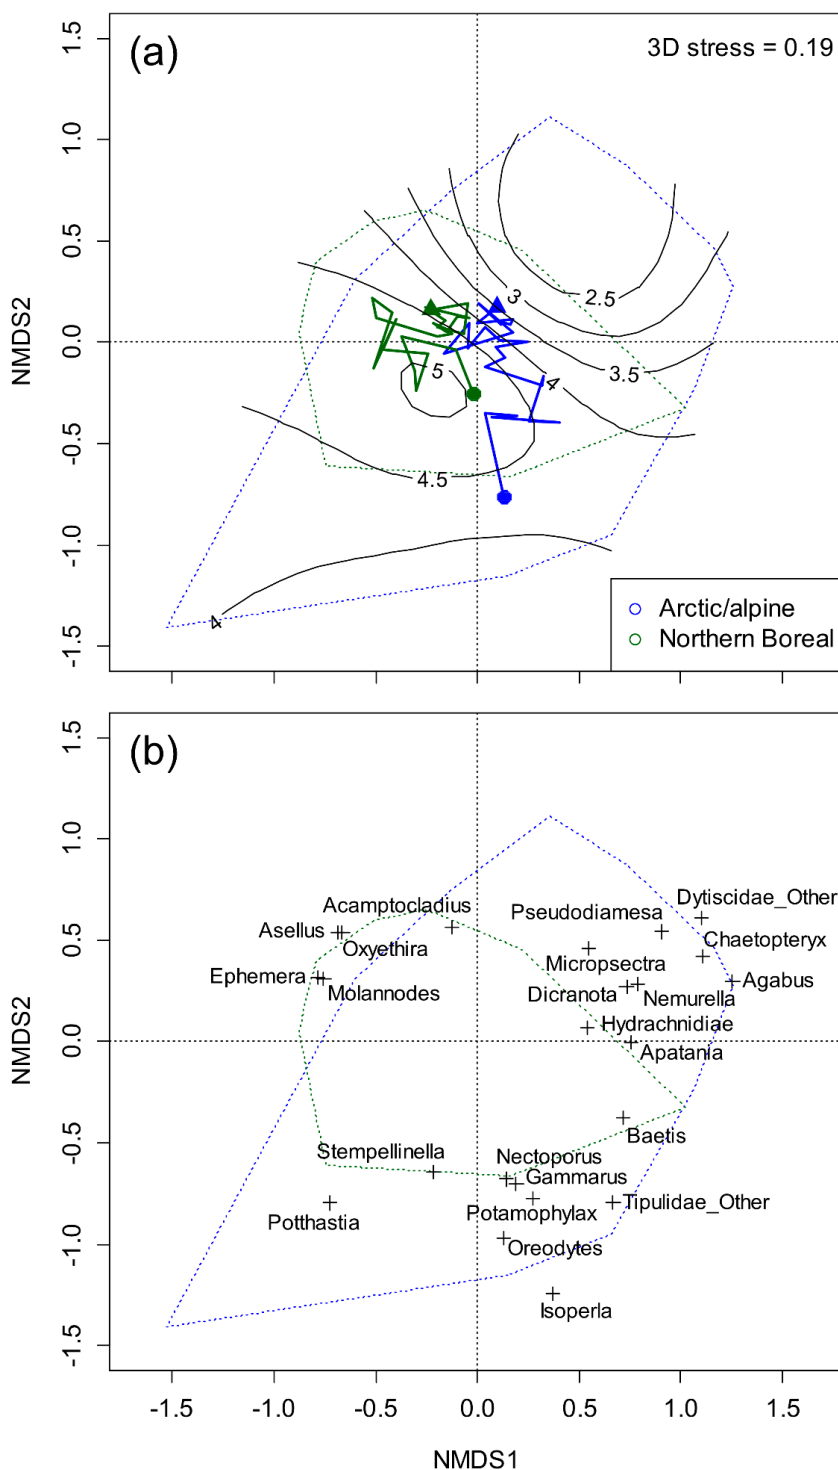 (a)
3D stress = 0.19
1.5
1.0
0.5
0.0
-0.5
-1.0
-1.5
NMDS2
2.5
3
3.5
4
5
4.5
4
Arctic/alpine
Northern Boreal
(b)
1.5
1.0
0.5
0.0
-0.5
-1.0
-1.5
NMDS2
Dytiscidae_Other
Acamptocladius
Pseudodiamesa
Asellus
Chaetopteryx
Oxyethira
Micropsectra
Ephemera
Agabus
Molannodes
Dicranota
Nemurella
Hydrachnidiae
Apatania
Baetis
Stempellinella
Nectoporus
Gammarus
Tipulidae_Other
Potamophylax
Potthastia
Oreodytes
Isoperla
-1.5 -1.0 -0.5 0.0 0.5 1.0 1.5
NMDS1